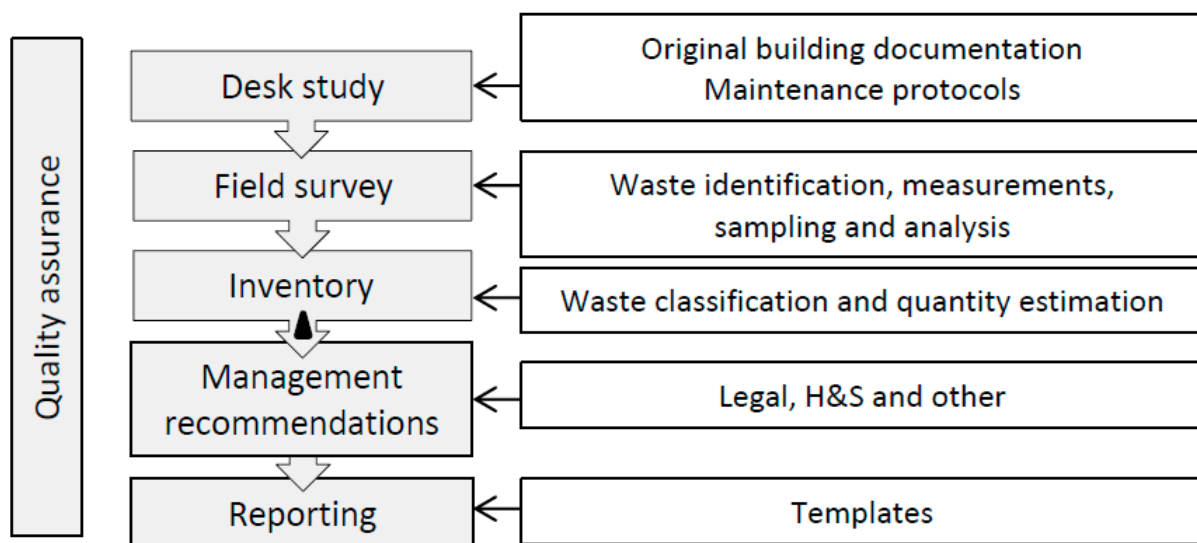 Quality assurance
Desk study
Original building documentation
Maintenance protocols
Field survey
Waste identification, measurements,
sampling and analysis
Inventory
Waste classification and quantity estimation
Management
recommendations
Legal, H&S and other
Reporting
Templates